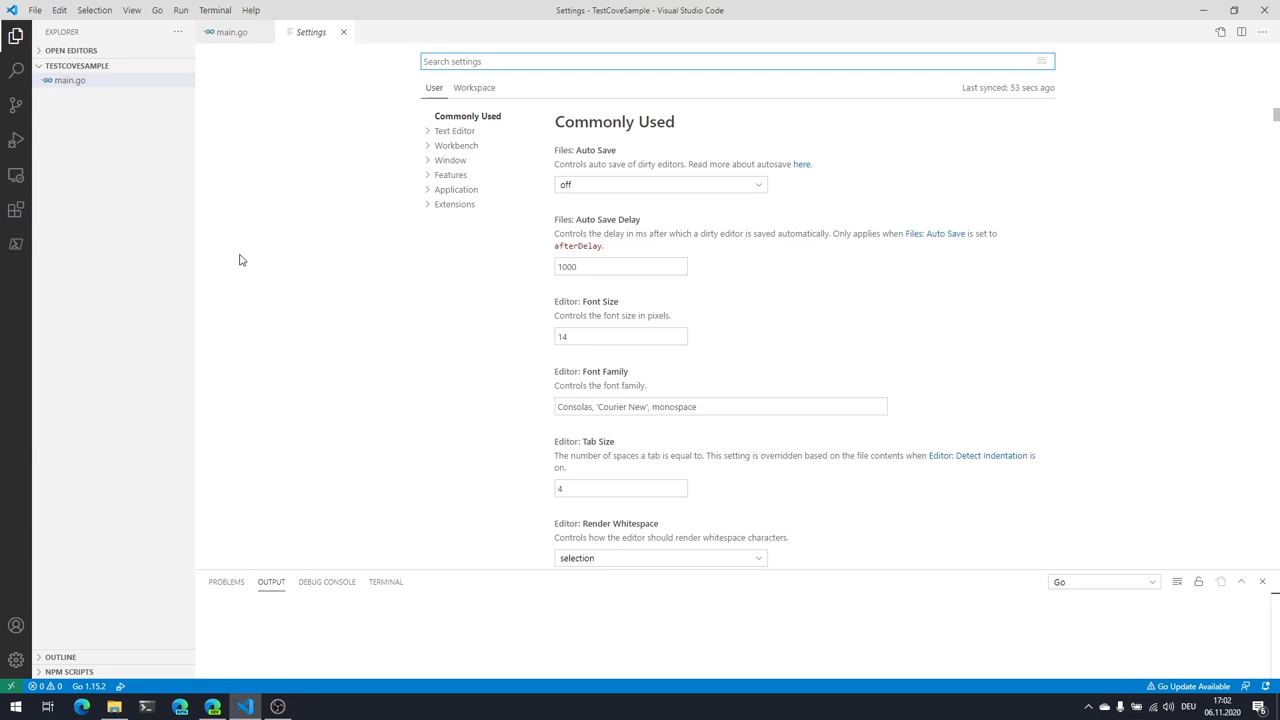 File Edit Selection View Go Run Terminal Help
Settings - TestCoveSample - Visual Studio Code
EXPLORER
main.go
Settings
OPEN EDITORS
TESTCOVESAMPLE
main.go
Search settings
User Workspace
Last synced: 53 secs ago
Commonly Used
Text Editor
Workbench
Window
Features
Application
Extensions
Commonly Used
Files: Auto Save
Controls auto save of dirty editors. Read more about autosave here.
off
Files: Auto Save Delay
Controls the delay in ms after which a dirty editor is saved automatically. Only applies when Files: Auto Save is set to
afterDelay.
1000
Editor: Font Size
Controls the font size in pixels.
14
Editor: Font Family
Controls the font family.
Consolas, 'Courier New', monospace
Editor: Tab Size
The number of spaces a tab is equal to. This setting is overridden based on the file contents when Editor: Detect Indentation is
on.
4
Editor: Render Whitespace
Controls how the editor should render whitespace characters.
selection
PROBLEMS OUTPUT DEBUG CONSOLE TERMINAL
Go
OUTLINE
NPM SCRIPTS
0 0 Go 1.15.2
Go Update Available
BETA
DEV
DEU
17:02
06.11.2020
6